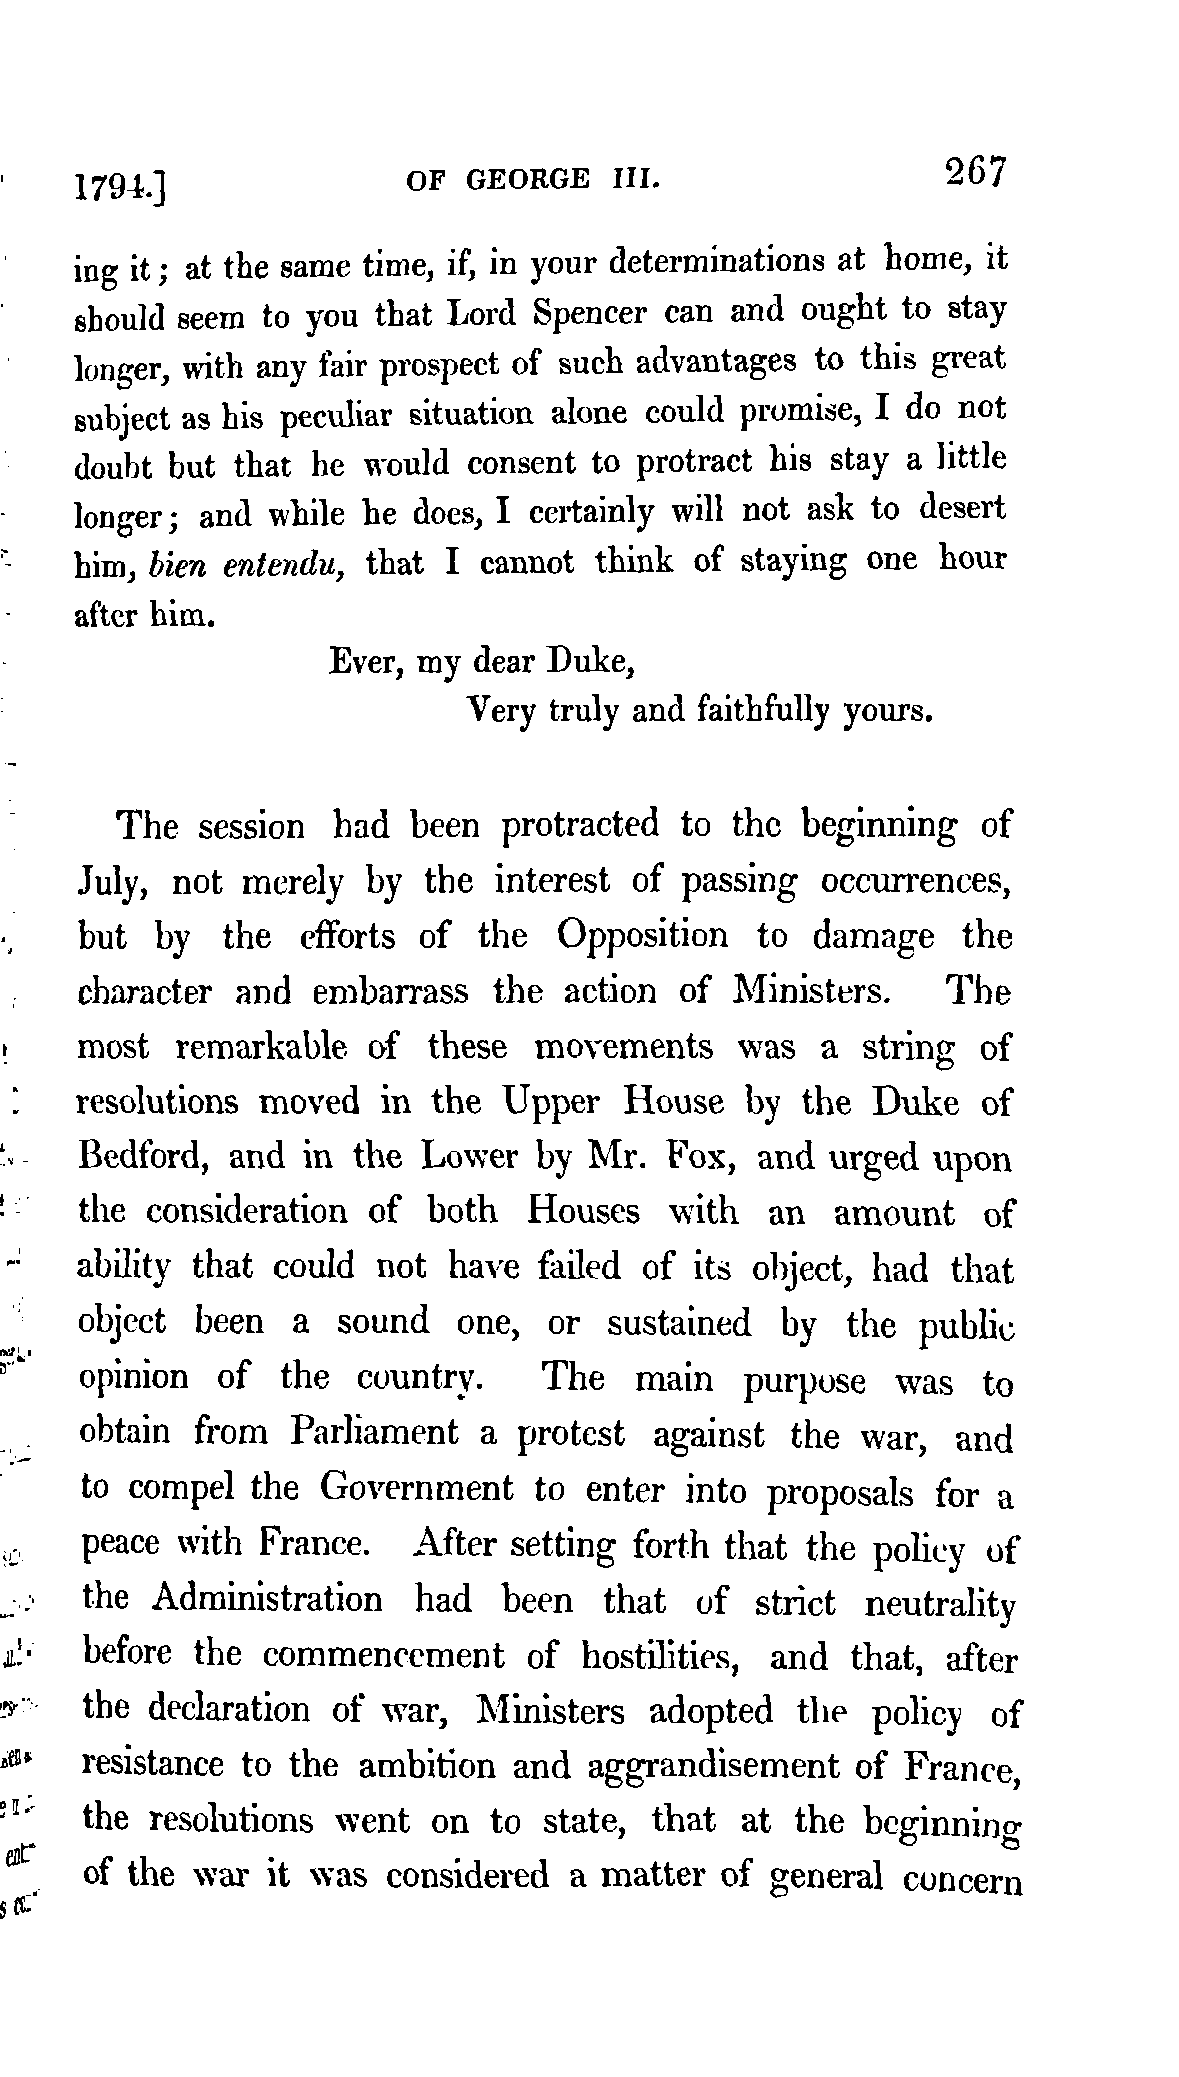 1794.] OF GEORGE III. 267
ing it; at the same time, if, in your determinations at home, it
should seem to you that Lord Spencer can and ought to stay
longer, with any fair prospect of such advantages to this great
subject as his peculiar situation alone could promise, I do not
doubt but that he would consent to protract his stay a little
longer; and while he does, I certainly will not ask to desert
him, bien entendu, that I cannot think of staying one hour
after him.
Ever, my dear Duke,
Very truly and faithfully yours.
The session had been protracted to the beginning of
July, not merely by the interest of passing occurrences,
but by the efforts of the Opposition to damage the
character and embarrass the action of Ministers. The
most remarkable of these movements was a string of
resolutions moved in the Upper House by the Duke of
Bedford, and in the Lower by Mr. Fox, and urged upon
the consideration of both Houses with an amount of
ability that could not have failed of its object, had that
object been a sound one, or sustained by the public
opinion of the country. The main purpose was to
obtain from Parliament a protest against the war, and
to compel the Government to enter into proposals for a
peace with France. After setting forth that the policy of
the Administration had been that of strict neutrality
before the commencement of hostilities, and that, after
the declaration of war, Ministers adopted the policy of
resistance to the ambition and aggrandisement of France,
the resolutions went on to state, that at the beginning
of the war it was considered a matter of general concern